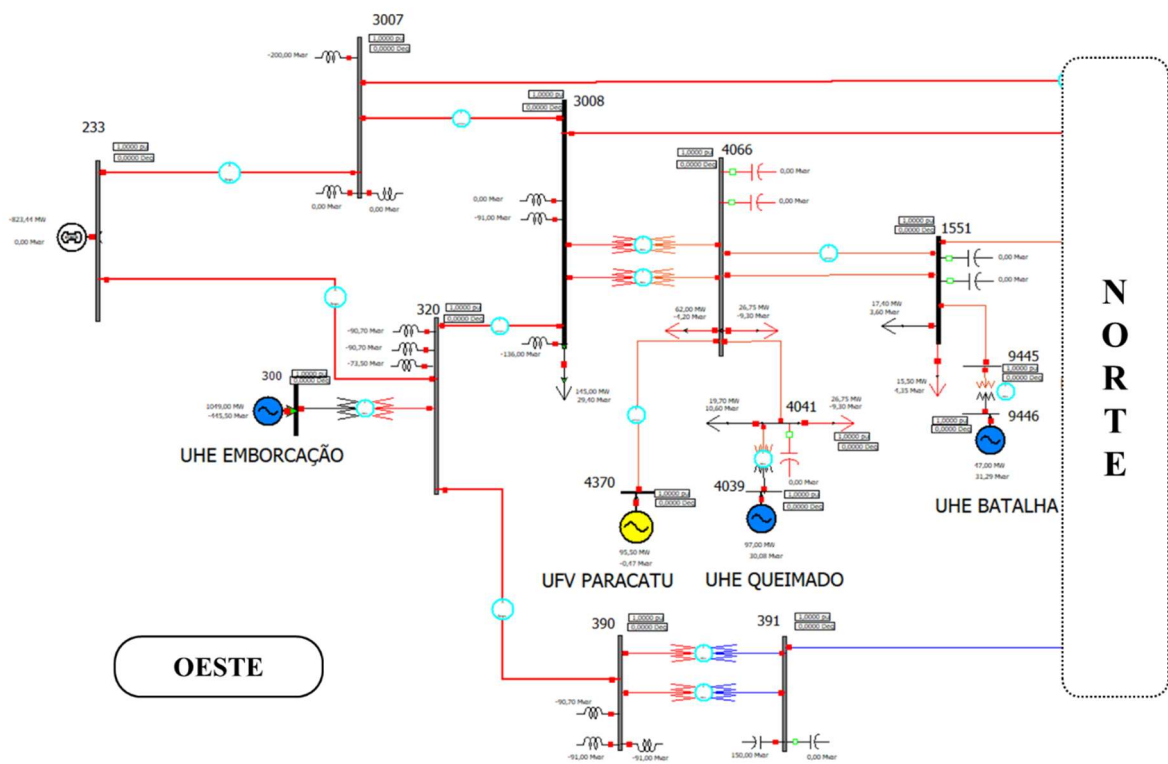 3007
1,0000 pu
0,0000 Deg
-200,00 Mvar
3008
1,0000 pu
0,0000 Deg
233
1,0000 pu
0,0000 Deg
4066
1,0000 pu
0,0000 Deg
0,00 Mvar
0,00 Mvar
-823,44 MW
0,00 Mvar
0,00 Mvar
0,00 Mvar
0,00 Mvar
-91,00 Mvar
1551
1,0000 pu
0,0000 Deg
0,00 Mvar
0,00 Mvar
320
1,0000 pu
0,0000 Deg
-90,70 Mvar
-90,70 Mvar
-73,50 Mvar
-136,00 Mvar
145,00 MW
29,40 Mvar
62,00 MW
-4,20 Mvar
26,75 MW
-9,30 Mvar
17,40 MW
3,60 Mvar
15,50 MW
4,35 Mvar
9445
1,0000 pu
0,0000 Deg
9446
1,0000 pu
0,0000 Deg
47,00 MW
31,29 Mvar
UHE BATALHA
300
1,0000 pu
0,0000 Deg
1049,00 MW
-445,50 Mvar
UHE EMBORCAÇÃO
19,70 MW
10,60 Mvar
4041
26,75 MW
-9,30 Mvar
1,0000 pu
0,0000 Deg
0,00 Mvar
4370
1,0000 pu
0,0000 Deg
95,50 MW
-0,47 Mvar
UFV PARACATU
4039
1,0000 pu
0,0000 Deg
97,00 MW
30,08 Mvar
UHE QUEIMADO
390
1,0000 pu
0,0000 Deg
391
1,0000 pu
0,0000 Deg
-90,70 Mvar
-91,00 Mvar
-91,00 Mvar
150,00 Mvar
0,00 Mvar
OESTE
N
O
R
T
E